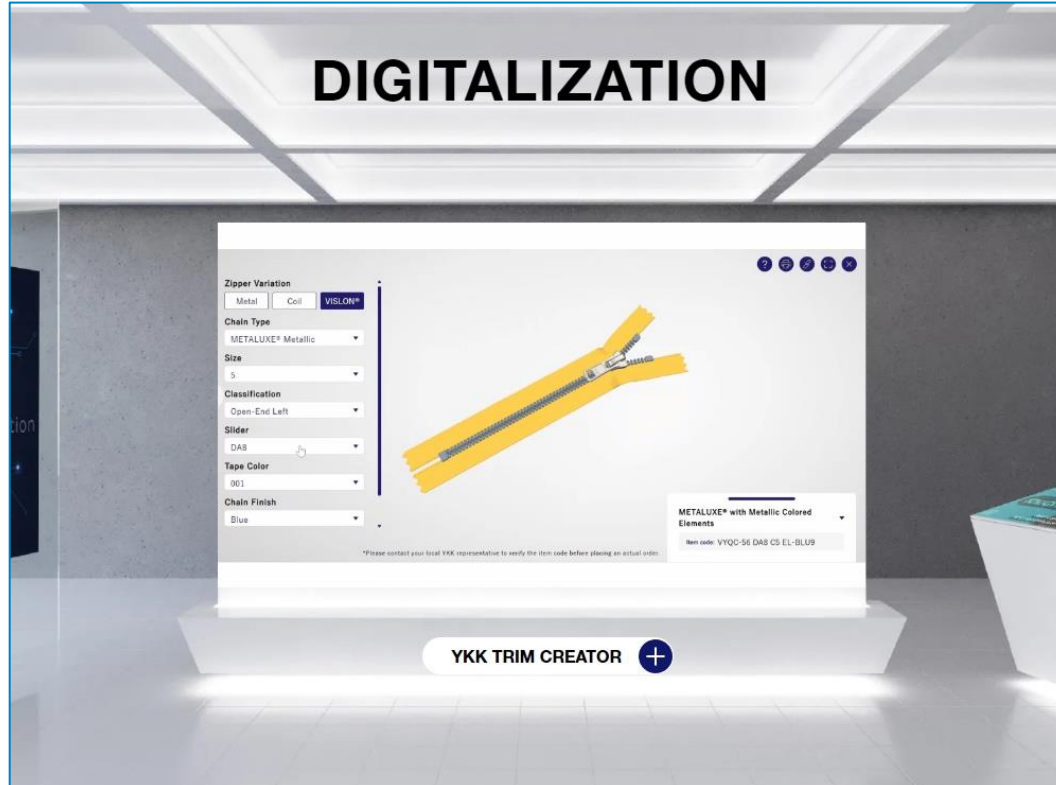 DIGITALIZATION
?
Zipper Variation
Metal Coil VISLON®
Chain Type
METALUXE® Metallic
Size
5
Classification
Open-End Left
Slider
DA8
Tape Color
001
Chain Finish
Blue
METALUXE® with Metallic Colored
Elements
Item code: VYQC-56 DA8 C5 EL-BLU9
*Please contact your local YKK representative to verify the item code before placing an actual order.
tion
YKK TRIM CREATOR +